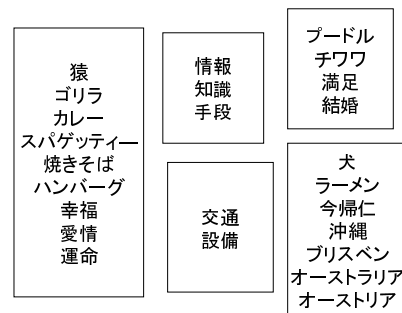 猿
ゴリラ
カレー
スパゲッティー
焼きそば
ハンバーグ
幸福
愛情
運命
情報
知識
手段
交通
設備
プードル
チワワ
満足
結婚
犬
ラーメン
今帰仁
沖縄
ブリスベン
オーストラリア
オーストリア